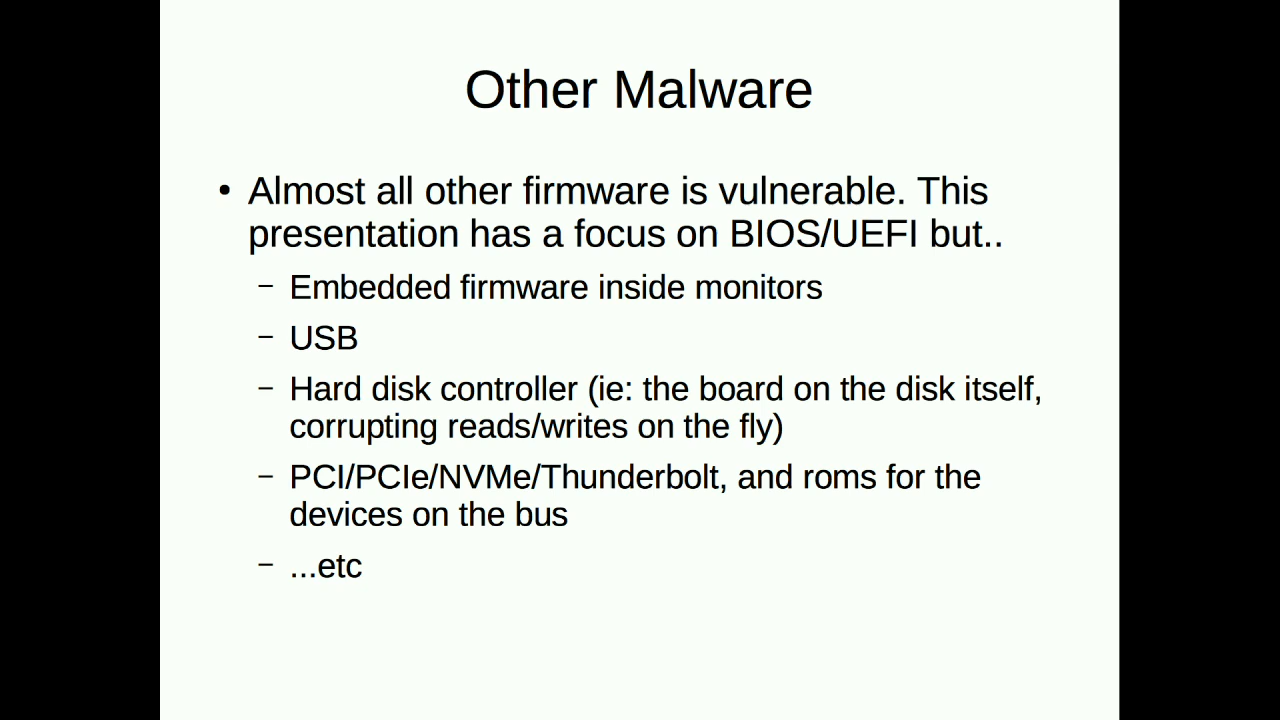 Other Malware
• Almost all other firmware is vulnerable. This
presentation has a focus on BIOS/UEFI but..
– Embedded firmware inside monitors
– USB
– Hard disk controller (ie: the board on the disk itself,
corrupting reads/writes on the fly)
– PCI/PCIe/NVMe/Thunderbolt, and roms for the
devices on the bus
– ...etc